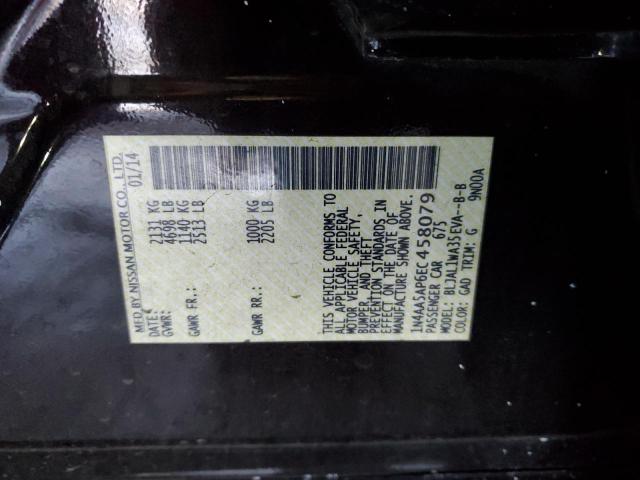 MFD BY NISSAN MOTOR CO., LTD.
DATE: 01/14
GVWR: 2131 KG
4698 LB
GAWR FR: 1140 KG
2513 LB
GAWR RR: 1000 KG
2205 LB
THIS VEHICLE CONFORMS TO
ALL APPLICABLE FEDERAL
MOTOR VEHICLE SAFETY,
BUMPER, AND THEFT
PREVENTION STANDARDS IN
EFFECT ON THE DATE OF
MANUFACTURE SHOWN ABOVE.
1N4AA5AP6EC458079
PASSENGER CAR 675
MODEL: BLJALLWA35EVA--B-B
COLOR: GAD TRIM: G 9N00A